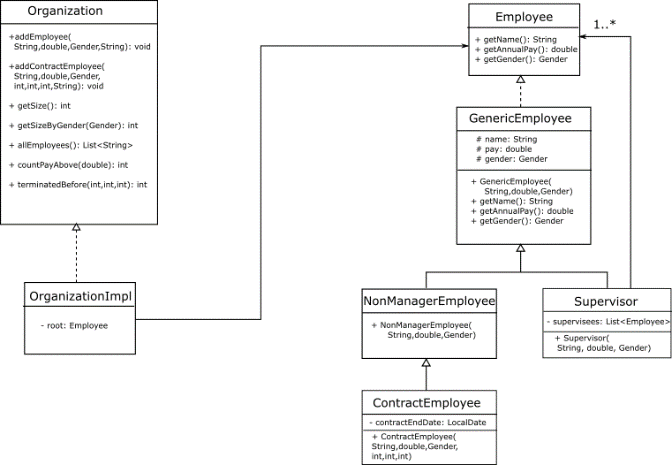 Organization
+addEmployee(
String,double,Gender,String): void
+addContractEmployee(
String,double,Gender,
int,int,int,String): void
+ getSize(): int
+ getSizeByGender(Gender): int
+ allEmployees(): List<String>
+ countPayAbove(double): int
+ terminatedBefore(int,int,int): int
Employee
+ getName(): String
+ getAnnualPay(): double
+ getGender(): Gender
1..*
GenericEmployee
# name: String
# pay: double
# gender: Gender
+ GenericEmployee(
String,double,Gender)
+ getName(): String
+ getAnnualPay(): double
+ getGender(): Gender
OrganizationImpl
- root: Employee
NonManagerEmployee
+ NonManagerEmployee(
String,double,Gender)
Supervisor
- supervisees: List<Employee>
+ Supervisor(
String, double, Gender)
ContractEmployee
- contractEndDate: LocalDate
+ ContractEmployee(
String,double,Gender,
int,int,int)